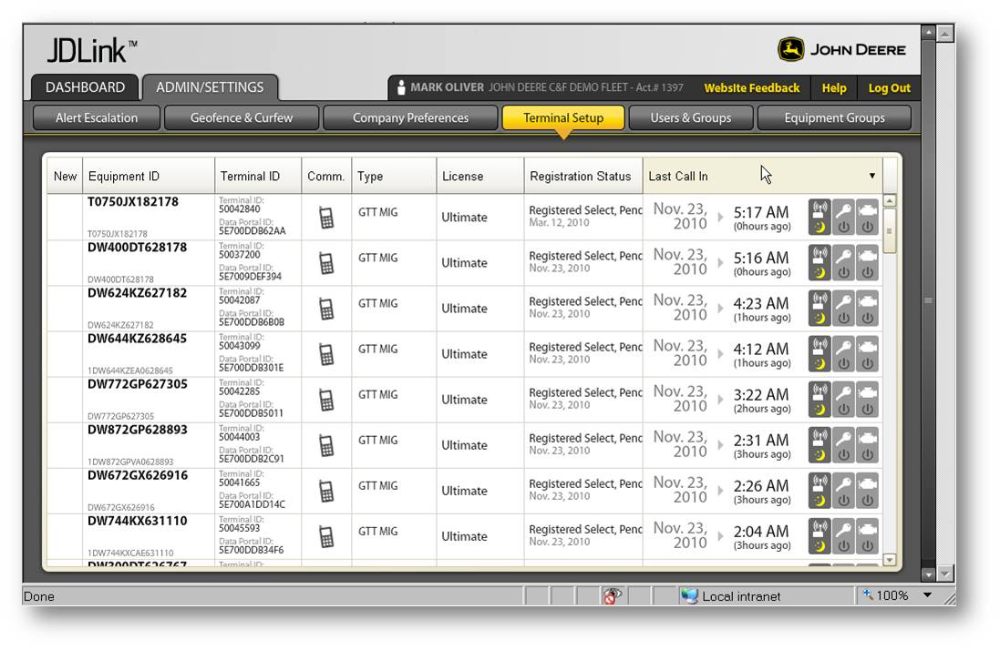 JDLink™
JOHN DEERE
DASHBOARD
ADMIN/SETTINGS
MARK OLIVER JOHN DEERE C&F DEMO FLEET - Act.# 1397
Website Feedback
Help
Log Out
Alert Escalation
Geofence & Curfew
Company Preferences
Terminal Setup
Users & Groups
Equipment Groups
New Equipment ID Terminal ID Comm. Type License Registration Status Last Call In
T0750JX182178
T0750JX182178
Terminal ID:
50042840
Data Portal ID:
5E700DDB62AA
GTT MIG
Ultimate
Registered Select, Penc
Mar. 12, 2010
Nov. 23,
2010
5:17 AM
(0hours ago)
DW400DT628178
DW400DT628178
Terminal ID:
50037200
Data Portal ID:
5E7009DEF394
GTT MIG
Ultimate
Registered Select, Penc
Nov. 23, 2010
Nov. 23,
2010
5:16 AM
(0hours ago)
DW624KZ627182
DW624KZ627182
Terminal ID:
50042087
Data Portal ID:
5E700DDB6B0B
GTT MIG
Ultimate
Registered Select, Penc
Nov. 23, 2010
Nov. 23,
2010
4:23 AM
(1hours ago)
DW644KZ628645
1DW644KZEA0628645
Terminal ID:
50043099
Data Portal ID:
5E700DDB301E
GTT MIG
Ultimate
Registered Select, Penc
Nov. 23, 2010
Nov. 23,
2010
4:12 AM
(1hours ago)
DW772GP627305
DW772GP627305
Terminal ID:
50042285
Data Portal ID:
5E700DDB5011
GTT MIG
Ultimate
Registered Select, Penc
Nov. 23, 2010
Nov. 23,
2010
3:22 AM
(2hours ago)
DW872GP628893
1DW872GPVA0628893
Terminal ID:
50044003
Data Portal ID:
5E700DDB2C91
GTT MIG
Ultimate
Registered Select, Penc
Nov. 23, 2010
Nov. 23,
2010
2:31 AM
(3hours ago)
DW672GX626916
DW672GX626916
Terminal ID:
50041665
Data Portal ID:
5E700A1DD14C
GTT MIG
Ultimate
Registered Select, Penc
Nov. 23, 2010
Nov. 23,
2010
2:26 AM
(3hours ago)
DW744KX631110
1DW744KXCAE631110
Terminal ID:
50045593
Data Portal ID:
5E700DDB34F6
GTT MIG
Ultimate
Registered Select, Penc
Nov. 23, 2010
Nov. 23,
2010
2:04 AM
(3hours ago)
DW300DT626767
Terminal ID:
Done
Local intranet
100%